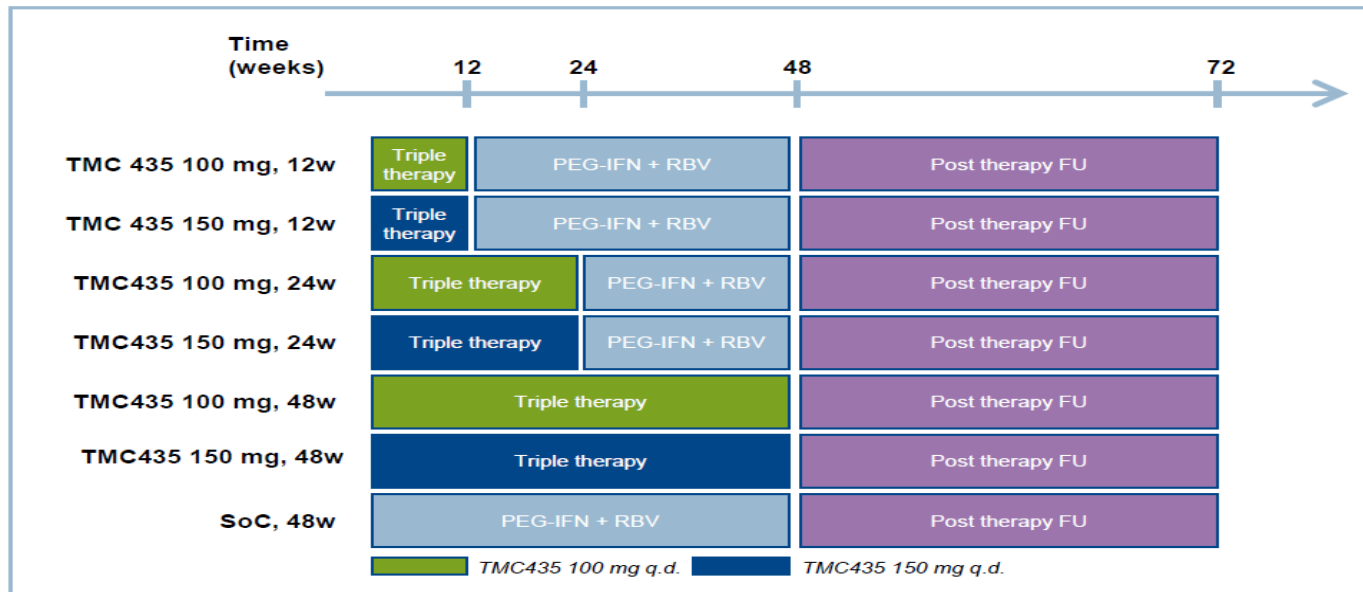 Time
(weeks)
12 24 48 72
TMC 435 100 mg, 12w
Triple
therapy
PEG-IFN + RBV
Post therapy FU
TMC 435 150 mg, 12w
Triple
therapy
PEG-IFN + RBV
Post therapy FU
TMC435 100 mg, 24w
Triple therapy
PEG-IFN + RBV
Post therapy FU
TMC435 150 mg, 24w
Triple therapy
PEG-IFN + RBV
Post therapy FU
TMC435 100 mg, 48w
Triple therapy
Post therapy FU
TMC435 150 mg, 48w
Triple therapy
Post therapy FU
SoC, 48w
PEG-IFN + RBV
Post therapy FU
TMC435 100 mg q.d.
TMC435 150 mg q.d.